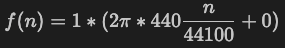 f(n) = 1 * (2π * 440 n/44100 + 0)